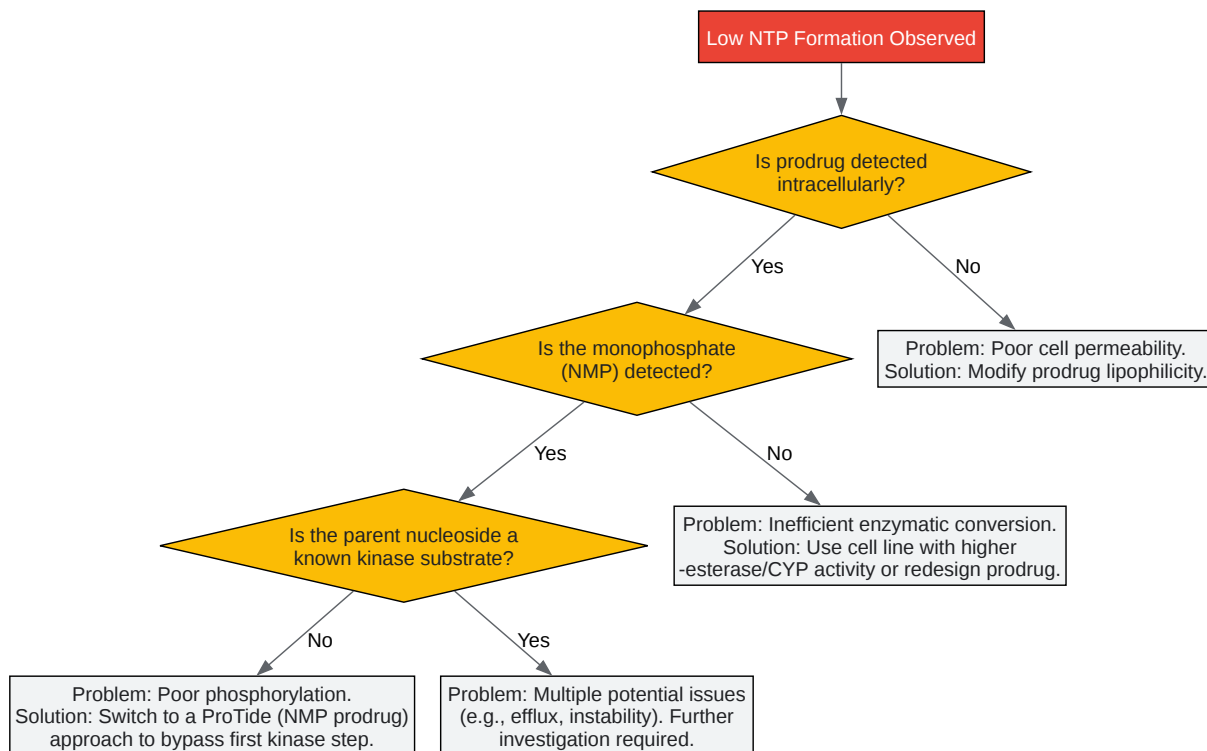 Low NTP Formation Observed
Is prodrug detected
intracellularly?
Yes
No
Is the monophosphate
(NMP) detected?
Problem: Poor cell permeability.
Solution: Modify prodrug lipophilicity.
Yes
No
Is the parent nucleoside a
known kinase substrate?
Problem: Inefficient enzymatic conversion.
Solution: Use cell line with higher
-esterase/CYP activity or redesign prodrug.
No
Yes
Problem: Poor phosphorylation.
Solution: Switch to a ProTide (NMP prodrug)
approach to bypass first kinase step.
Problem: Multiple potential issues
(e.g., efflux, instability). Further
investigation required.